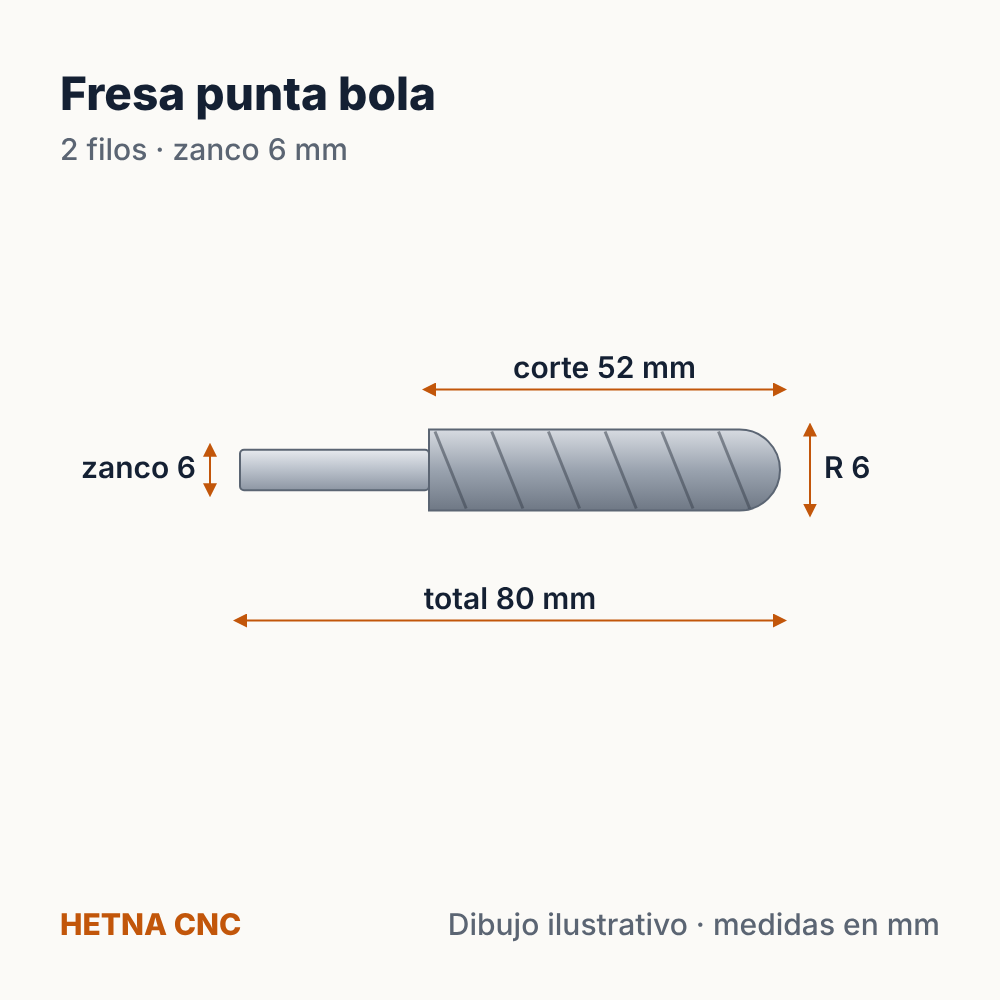 Fresa punta bola
2 filos · zanco 6 mm
corte 52 mm
zanco 6
R 6
total 80 mm
HETNA CNC
Dibujo ilustrativo · medidas en mm